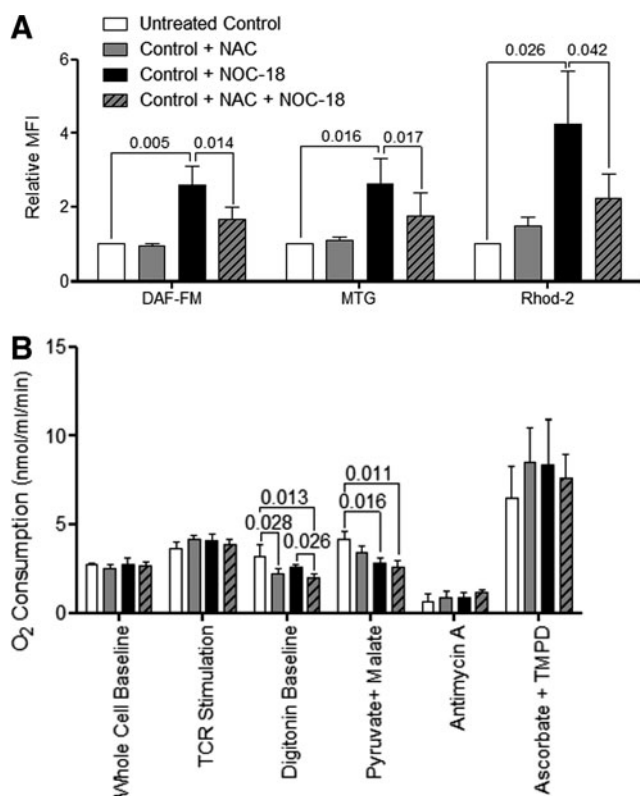 A
Untreated Control
Control + NAC
Control + NOC-18
Control + NAC + NOC-18
Relative MFI
6
4
2
0
0.005
0.014
0.016
0.017
0.026
0.042
DAF-FM
MTG
Rhod-2
B
O2 Consumption (nmol/ml/min)
15
10
5
0
0.013
0.028
0.026
0.011
0.016
Whole Cell Baseline
TCR Stimulation
Digitonin Baseline
Pyruvate+ Malate
Antimycin A
Ascorbate + TMPD